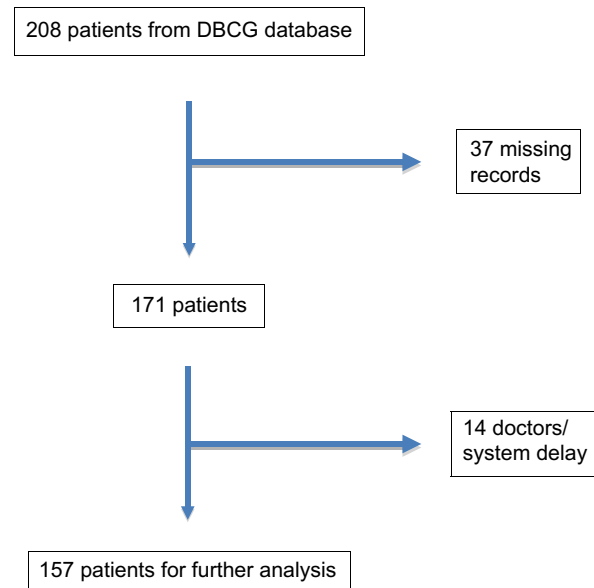 208 patients from DBCG database
37 missing
records
171 patients
14 doctors/
system delay
157 patients for further analysis